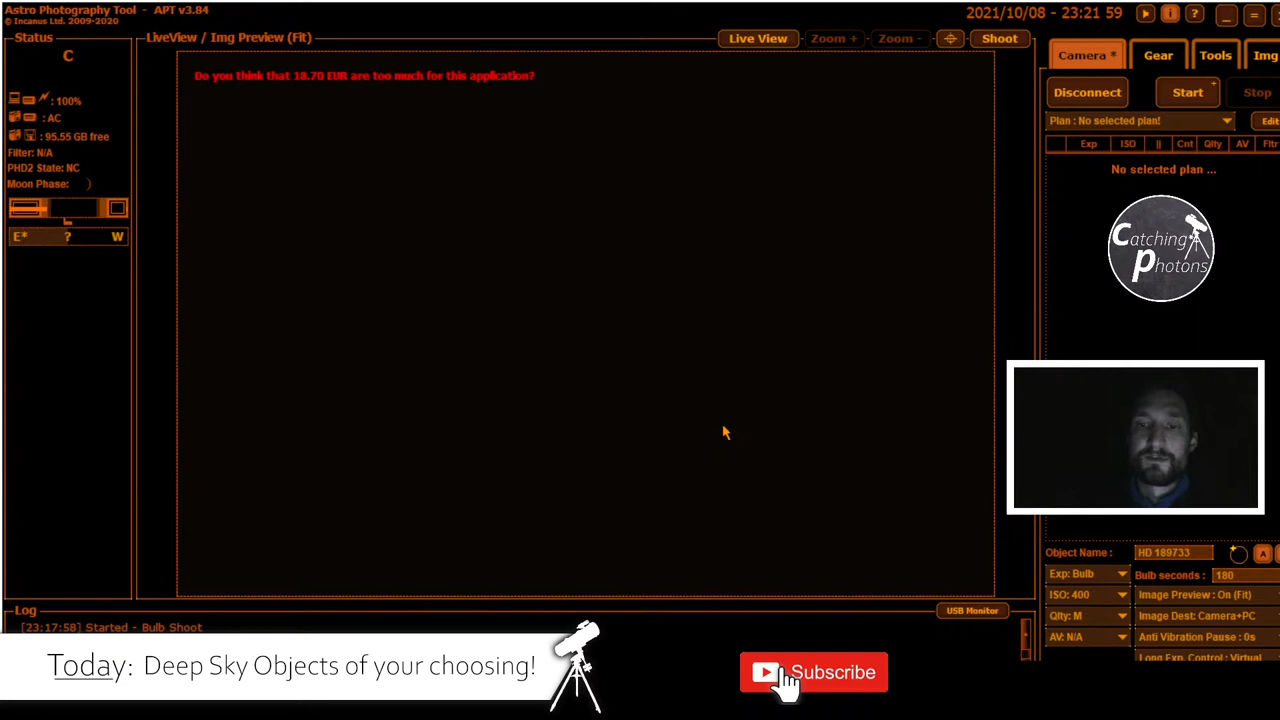 Astro Photography Tool - APT v3.84
© Incanus Ltd. 2009-2020
2021/10/08 - 23:21 59
i
?
Status
C
: 100%
: AC
: 95.55 GB free
Filter: N/A
PHD2 State: NC
Moon Phase: )
E* ? W
LiveView / Img Preview (Fit)
Live View
Zoom +
Zoom -
Shoot
Do you think that 18.70 EUR are too much for this application?
Camera *
Gear
Tools
Img
Disconnect
Start
Stop
Plan : No selected plan!
Edit
Exp ISO || Cnt Qlty AV Fltr
No selected plan ...
Catching
Photons
Object Name : HD 189733
A
Exp: Bulb
Bulb seconds : 180
ISO: 400
Image Preview : On (Fit)
Qlty: M
Image Dest: Camera+PC
AV: N/A
Anti Vibration Pause : 0s
Long Exp. Control : Virtual
Log
USB Monitor
[23:17:58] Started - Bulb Shoot
Today: Deep Sky Objects of your choosing!
Subscribe